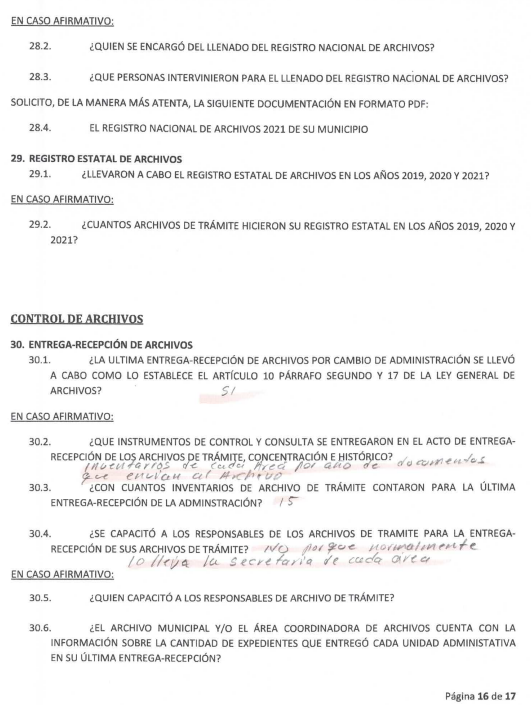 EN CASO AFIRMATIVO:
28.2. ¿QUIEN SE ENCARGÓ DEL LLENADO DEL REGISTRO NACIONAL DE ARCHIVOS?
28.3. ¿QUE PERSONAS INTERVINIERON PARA EL LLENADO DEL REGISTRO NACIONAL DE ARCHIVOS?
SOLICITO, DE LA MANERA MÁS ATENTA, LA SIGUIENTE DOCUMENTACIÓN EN FORMATO PDF:
28.4. EL REGISTRO NACIONAL DE ARCHIVOS 2021 DE SU MUNICIPIO
29. REGISTRO ESTATAL DE ARCHIVOS
29.1. ¿LLEVARON A CABO EL REGISTRO ESTATAL DE ARCHIVOS EN LOS AÑOS 2019, 2020 Y 2021?
EN CASO AFIRMATIVO:
29.2. ¿CUANTOS ARCHIVOS DE TRÁMITE HICIERON SU REGISTRO ESTATAL EN LOS AÑOS 2019, 2020 Y
2021?
CONTROL DE ARCHIVOS
30. ENTREGA-RECEPCIÓN DE ARCHIVOS
30.1. ¿LA ULTIMA ENTREGA-RECEPCIÓN DE ARCHIVOS POR CAMBIO DE ADMINISTRACIÓN SE LLEVÓ
A CABO COMO LO ESTABLECE EL ARTÍCULO 10 PÁRRAFO SEGUNDO Y 17 DE LA LEY GENERAL DE
ARCHIVOS? SI
EN CASO AFIRMATIVO:
30.2. ¿QUE INSTRUMENTOS DE CONTROL Y CONSULTA SE ENTREGARON EN EL ACTO DE ENTREGA-
RECEPCIÓN DE LOS ARCHIVOS DE TRÁMITE, CONCENTRACIÓN E HISTÓRICO?
inventarios de cada Area por año de documentos
que envían al Archivo
30.3. ¿CON CUANTOS INVENTARIOS DE ARCHIVO DE TRÁMITE CONTARON PARA LA ÚLTIMA
ENTREGA-RECEPCIÓN DE LA ADMINSTRACIÓN? 15
30.4. ¿SE CAPACITÓ A LOS RESPONSABLES DE LOS ARCHIVOS DE TRAMITE PARA LA ENTREGA-
RECEPCIÓN DE SUS ARCHIVOS DE TRÁMITE? NO porque normalmente
lo lleva la secretaria de cada área
EN CASO AFIRMATIVO:
30.5. ¿QUIEN CAPACITÓ A LOS RESPONSABLES DE ARCHIVO DE TRÁMITE?
30.6. ¿EL ARCHIVO MUNICIPAL Y/O EL ÁREA COORDINADORA DE ARCHIVOS CUENTA CON LA
INFORMACIÓN SOBRE LA CANTIDAD DE EXPEDIENTES QUE ENTREGÓ CADA UNIDAD ADMISTATIVA
EN SU ÚLTIMA ENTREGA-RECEPCIÓN?
Página 16 de 17